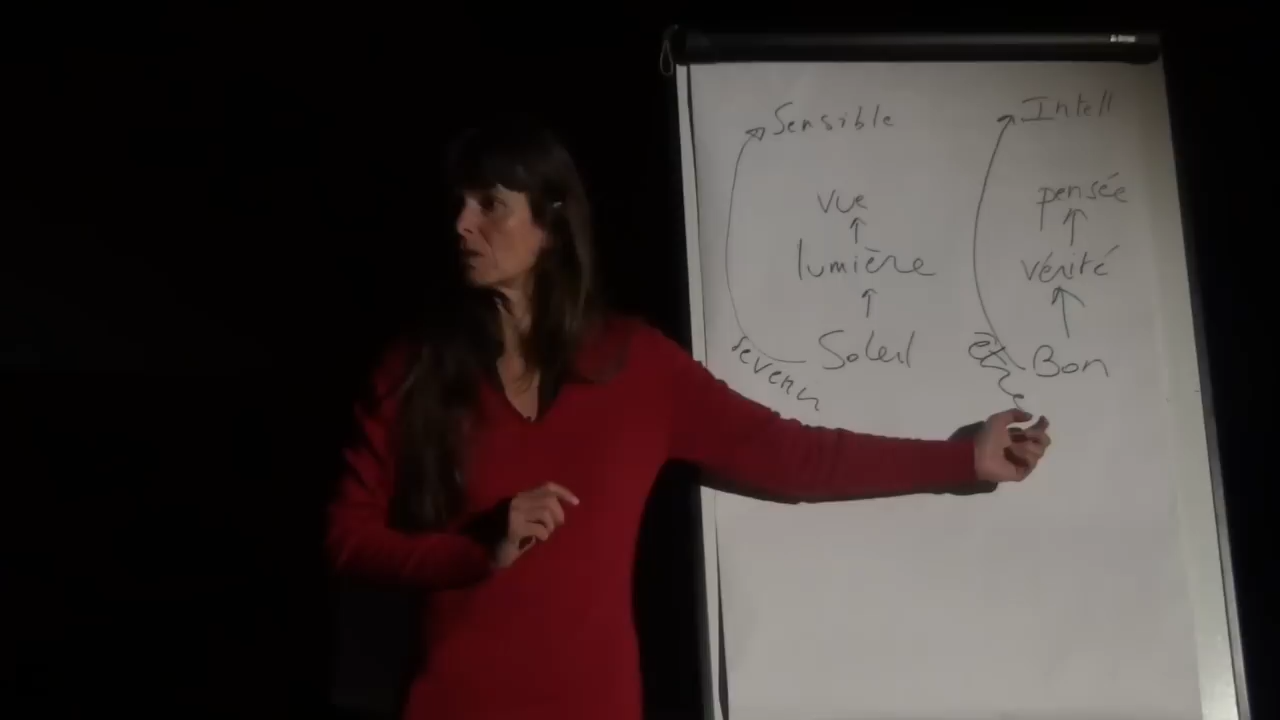 Sensible
vue
lumière
Soleil
devenir
Intell
pensée
vérité
Bon
être